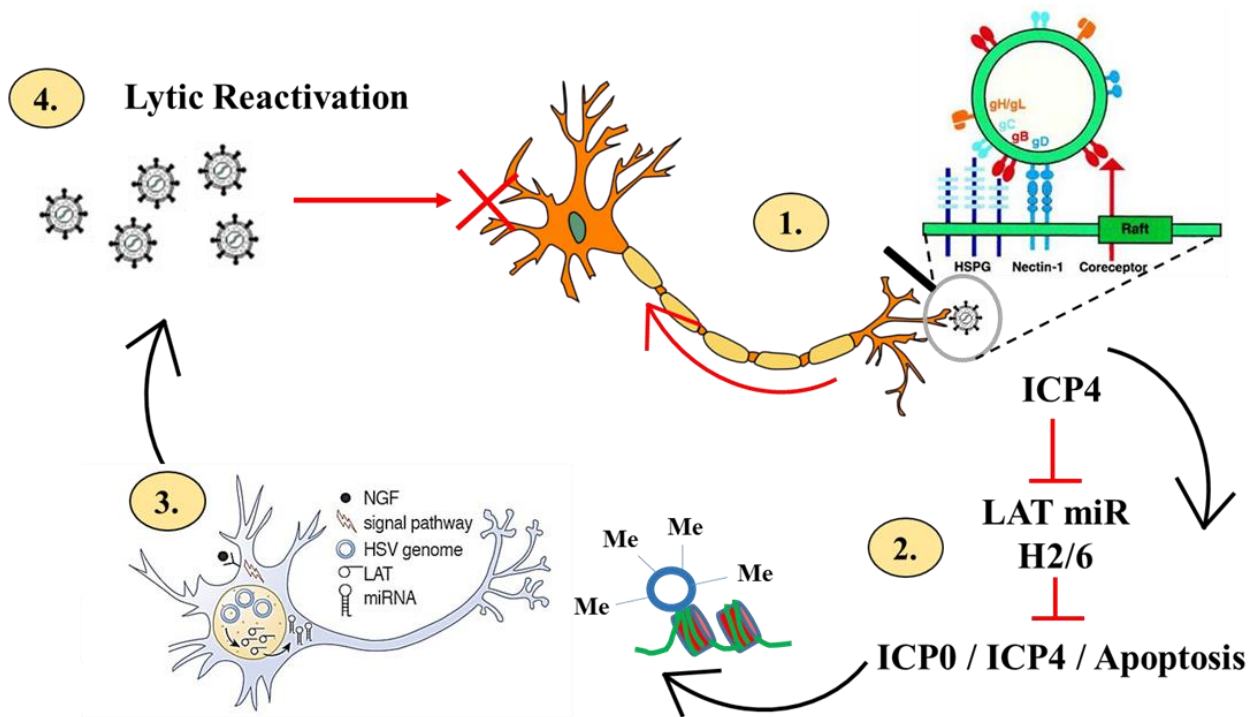 4. Lytic Reactivation
gH/gL
gC
gB
gD
1.
Raft
HSPG Nectin-1 Coreceptor
ICP4
LAT miR
H2/6
2.
ICP0 / ICP4 / Apoptosis
3.
NGF
signal pathway
HSV genome
LAT
miRNA
Me
Me
Me
Me